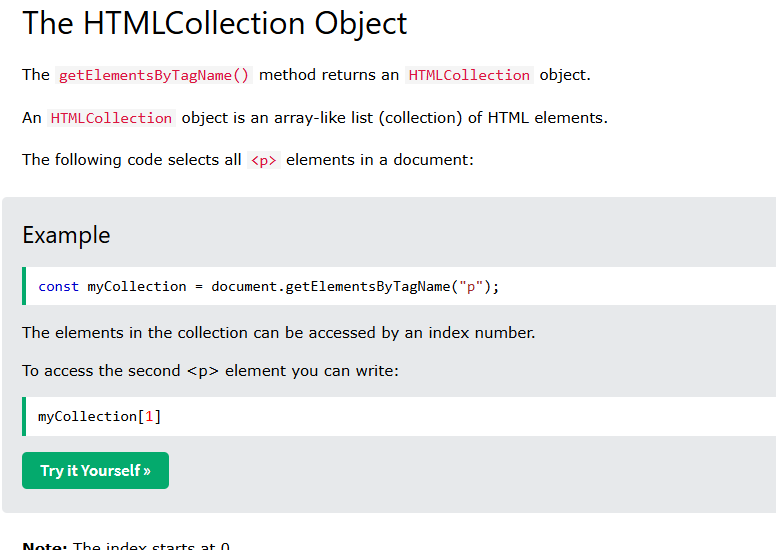 The HTMLCollection Object
The getElementsByTagName() method returns an HTMLCollection object.
An HTMLCollection object is an array-like list (collection) of HTML elements.
The following code selects all <p> elements in a document:
Example
const myCollection = document.getElementsByTagName("p");
The elements in the collection can be accessed by an index number.
To access the second <p> element you can write:
myCollection[1]
Try it Yourself »
Note: The index starts at 0